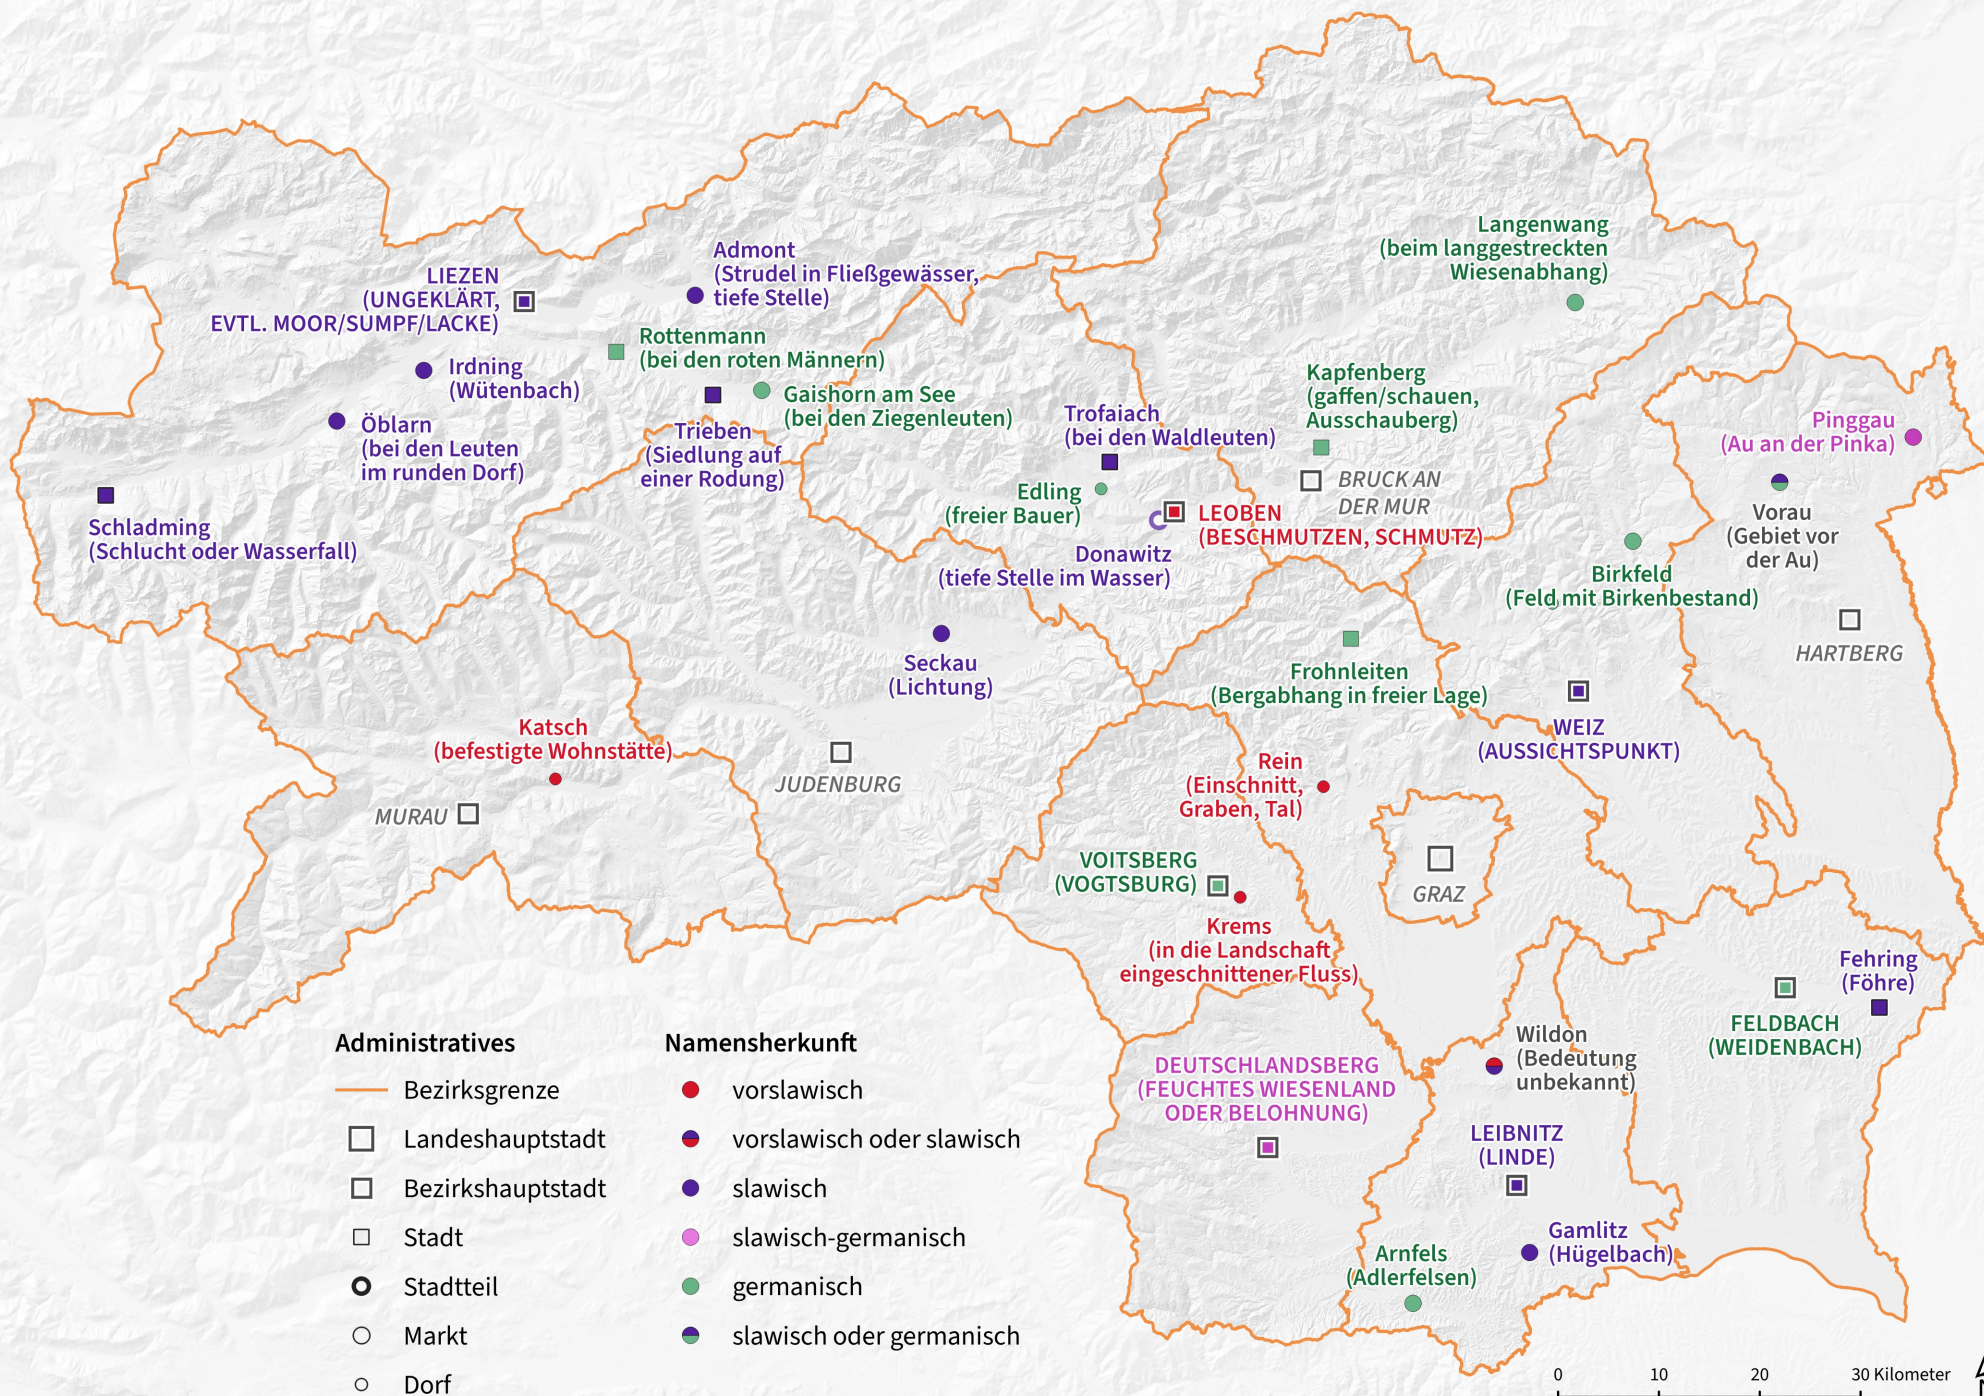 Langenwang
(beim langgestreckten
Wiesenabhang)
Admont
(Strudel in Fließgewässer,
tiefe Stelle)
LIEZEN
(UNGEKLÄRT,
EVTL. MOOR/SUMPF/LACKE)
Rottenmann
(bei den roten Männern)
Irdning
(Wütenbach)
Gaishorn am See
(bei den Ziegenleuten)
Kapfenberg
(gaffen/schauen,
Ausschauberg)
Trofaiach
(bei den Waldleuten)
Pinggau
(Au an der Pinka)
Öblarn
(bei den Leuten
im runden Dorf)
Trieben
(Siedlung auf
einer Rodung)
BRUCK AN
DER MUR
Edling
(freier Bauer)
LEOBEN
(BESCHMUTZEN, SCHMUTZ)
Vorau
(Gebiet vor
der Au)
Schladming
(Schlucht oder Wasserfall)
Donawitz
(tiefe Stelle im Wasser)
Birkfeld
(Feld mit Birkenbestand)
HARTBERG
Seckau
(Lichtung)
Frohnleiten
(Bergabhang in freier Lage)
Katsch
(befestigte Wohnstätte)
WEIZ
(AUSSICHTSPUNKT)
JUDENBURG
Rein
(Einschnitt,
Graben, Tal)
MURAU
VOITSBERG
(VOGTSBURG)
GRAZ
Krems
(in die Landschaft
eingeschnittener Fluss)
Fehring
(Föhre)
FELDBACH
(WEIDENBACH)
Wildon
(Bedeutung
unbekannt)
DEUTSCHLANDSBERG
(FEUCHTES WIESENLAND
ODER BELOHNUNG)
LEIBNITZ
(LINDE)
Gamlitz
(Hügelbach)
Arnfels
(Adlerfelsen)
Administratives
Bezirksgrenze
Landeshauptstadt
Bezirkshauptstadt
Stadt
Stadtteil
Markt
Dorf
Namensherkunft
vorslawisch
vorslawisch oder slawisch
slawisch
slawisch-germanisch
germanisch
slawisch oder germanisch
0 10 20 30 Kilometer